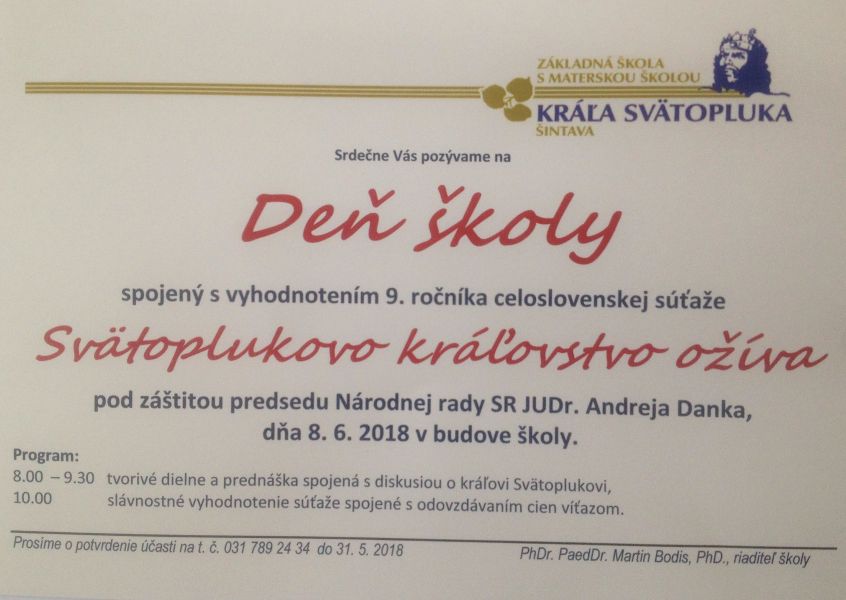 ZÁKLADNÁ ŠKOLA
S MATERSKOU ŠKOLOU
KRÁĽA SVÄTOPLUKA
ŠINTAVA
Srdečne Vás pozývame na
Deň školy
spojený s vyhodnotením 9. ročníka celoslovenskej súťaže
Svätoplukovo kráľovstvo ožíva
pod záštitou predsedu Národnej rady SR JUDr. Andreja Danka,
dňa 8. 6. 2018 v budove školy.
Program:
8.00 – 9.30 tvorivé dielne a prednáška spojená s diskusiou o kráľovi Svätoplukovi,
10.00 slávnostné vyhodnotenie súťaže spojené s odovzdávaním cien víťazom.
Prosíme o potvrdenie účasti na t. č. 031 789 24 34 do 31. 5. 2018
PhDr. PaedDr. Martin Bodis, PhD., riaditeľ školy